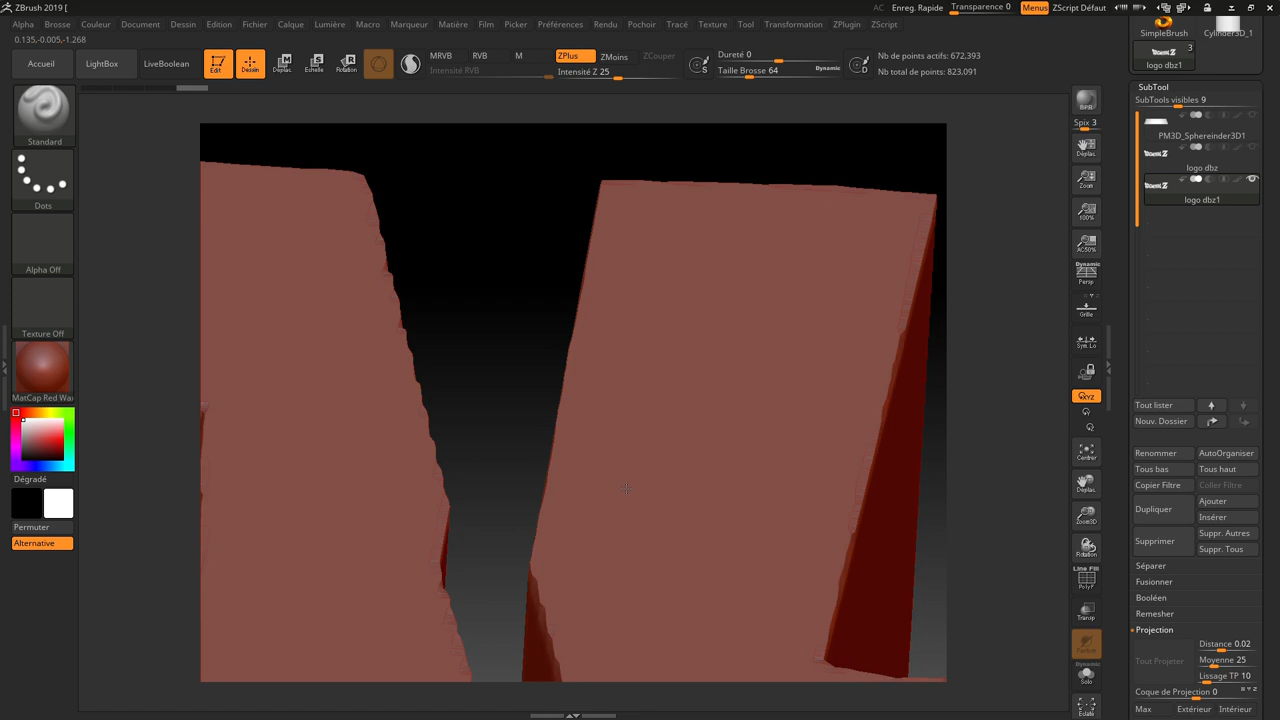 ZBrush 2019 [
AC Enreg. Rapide Transparence 0 Menus ZScript Défaut
Alpha Brosse Couleur Document Dessin Edition Fichier Calque Lumière Macro Marqueur Matière Film Picker Préférences Rendu Pochoir Tracé Texture Tool Transformation ZPlugin ZScript
0.135,-0.005,-1.268
SimpleBrush Cylinder3D_1
3
logo dbz1
Accueil LightBox LiveBoolean Edit Dessin Déplac. Echelle Rotation
MRVB RVB M ZPlus ZMoins ZCouper
Intensité RVB Intensité Z 25
S Dureté 0
Taille Brosse 64 Dynamic D
Nb de points actifs: 672,393
Nb total de points: 823,091
Standard
Dots
Alpha Off
Texture Off
MatCap Red Wax
Dégradé
Permuter
Alternative
BPR
Spix 3
Déplac.
Zoom
100%
AC50%
Dynamic
Persp
Grille
Sym. Lo
XYZ
Centrer
Déplac.
Zoom3D
Rotation
Line Fill
PolyF
Transp
Dynamic
Solo
Eclaté
SubTool
SubTools visibles 9
PM3D_Sphereinder3D1
logo dbz
logo dbz1
Tout lister
Nouv. Dossier
Renommer AutoOrganiser
Tous bas Tous haut
Copier Filtre Coller Filtre
Dupliquer Ajouter
Insérer
Supprimer Suppr. Autres
Suppr. Tous
Séparer
Fusionner
Booléen
Remesher
Projection
Tout Projeter Distance 0.02
Moyenne 25
Lissage TP 10
Coque de Projection 0
Max Extérieur Intérieur